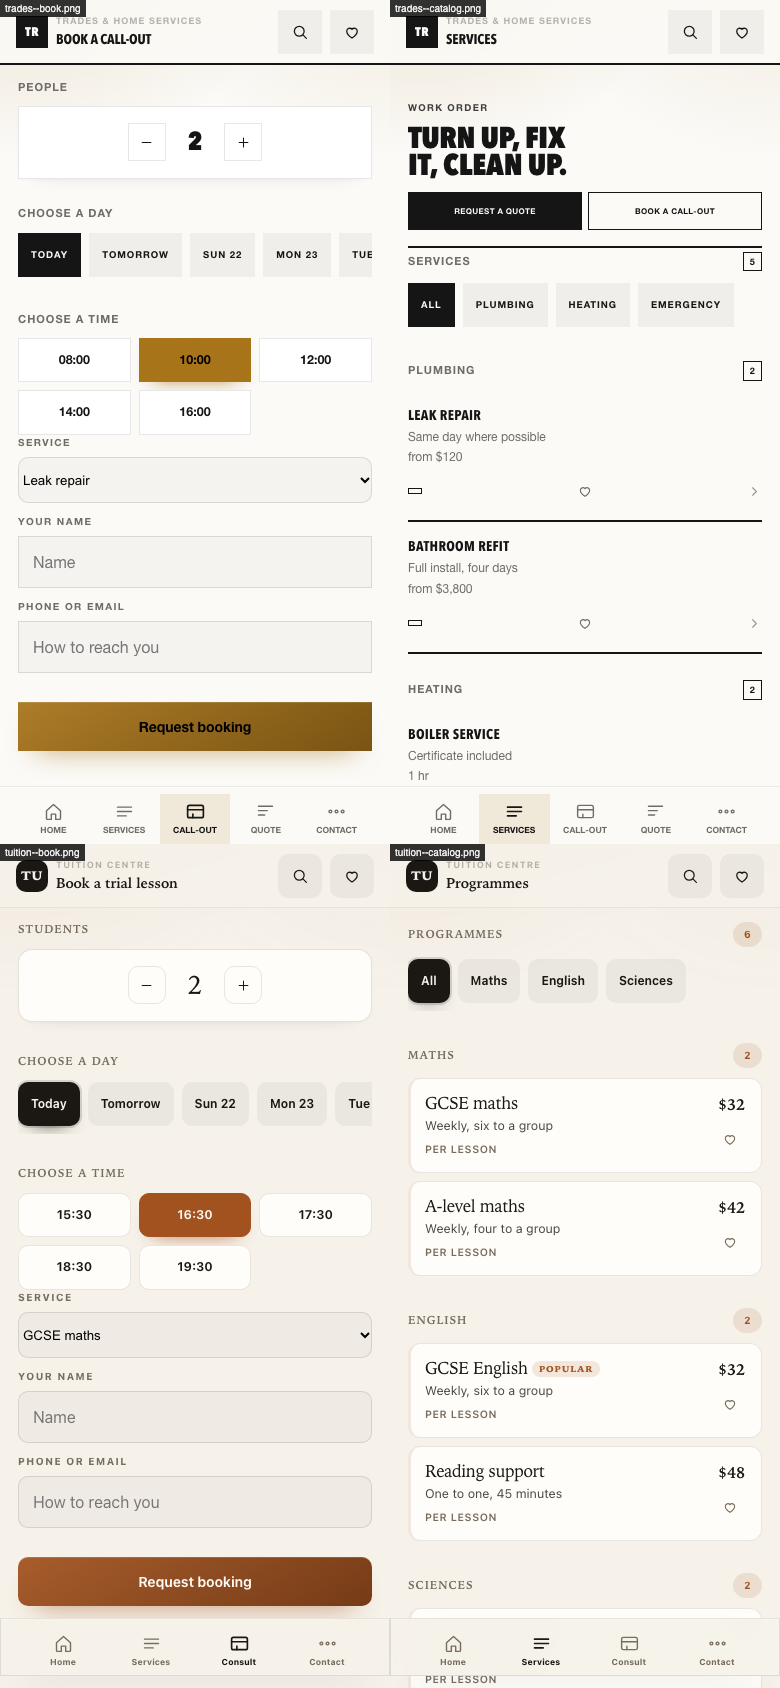 trades--book.png
TR
TRADES & HOME SERVICES
BOOK A CALL-OUT
PEOPLE
−
2
+
CHOOSE A DAY
TODAY
TOMORROW
SUN 22
MON 23
TUE
CHOOSE A TIME
08:00
10:00
12:00
14:00
16:00
SERVICE
Leak repair
YOUR NAME
Name
PHONE OR EMAIL
How to reach you
Request booking
HOME
SERVICES
CALL-OUT
QUOTE
CONTACT
trades--catalog.png
TR
TRADES & HOME SERVICES
SERVICES
WORK ORDER
TURN UP, FIX
IT, CLEAN UP.
REQUEST A QUOTE
BOOK A CALL-OUT
SERVICES
5
ALL
PLUMBING
HEATING
EMERGENCY
PLUMBING
2
LEAK REPAIR
Same day where possible
from $120
BATHROOM REFIT
Full install, four days
from $3,800
HEATING
2
BOILER SERVICE
Certificate included
1 hr
HOME
SERVICES
CALL-OUT
QUOTE
CONTACT
tuition--book.png
TU
TUITION CENTRE
Book a trial lesson
STUDENTS
−
2
+
CHOOSE A DAY
Today
Tomorrow
Sun 22
Mon 23
Tue
CHOOSE A TIME
15:30
16:30
17:30
18:30
19:30
SERVICE
GCSE maths
YOUR NAME
Name
PHONE OR EMAIL
How to reach you
Request booking
Home
Services
Consult
Contact
tuition--catalog.png
TU
TUITION CENTRE
Programmes
PROGRAMMES
6
All
Maths
English
Sciences
MATHS
2
GCSE maths
$32
Weekly, six to a group
PER LESSON
A-level maths
$42
Weekly, four to a group
PER LESSON
ENGLISH
2
GCSE English
POPULAR
$32
Weekly, six to a group
PER LESSON
Reading support
$48
One to one, 45 minutes
PER LESSON
SCIENCES
2
Home
Services
Consult
Contact
PER LESSON